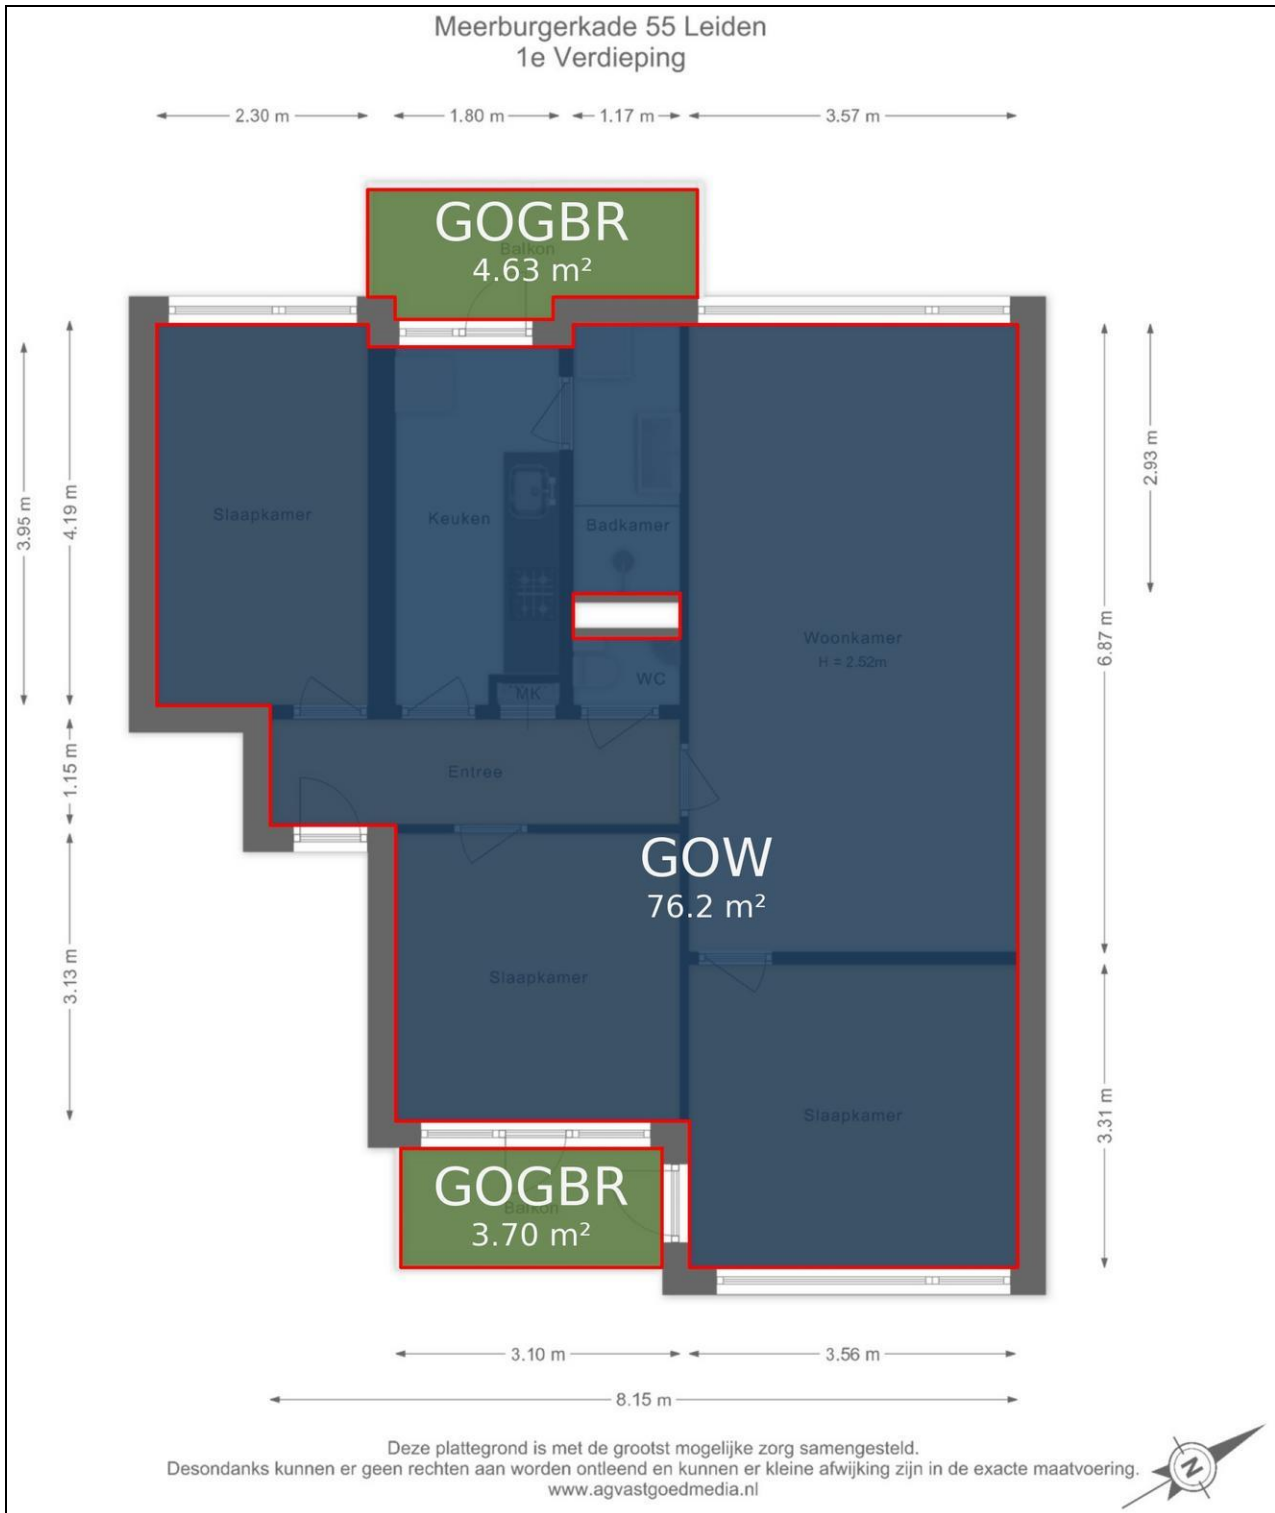 Meerburgerkade 55 Leiden
1e Verdieping
2.30 m
1.80 m
1.17 m
3.57 m
GOGBR
Balkon
4.63 m²
3.95 m
4.19 m
2.93 m
Slaapkamer
Keuken
Badkamer
6.87 m
Woonkamer
H = 2.52m
WC
MK
1.15 m
Entree
GOW
76.2 m²
3.13 m
Slaapkamer
Slaapkamer
3.31 m
GOGBR
Balkon
3.70 m²
3.10 m
3.56 m
8.15 m
Deze plattegrond is met de grootst mogelijke zorg samengesteld.
Desondanks kunnen er geen rechten aan worden ontleend en kunnen er kleine afwijking zijn in de exacte maatvoering.
www.agvastgoedmedia.nl
N